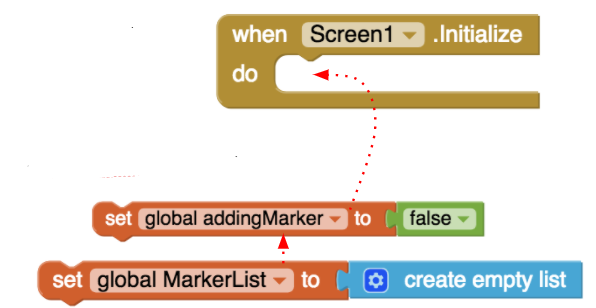 when Screen1 .Initialize
do
set global addingMarker to false
set global MarkerList to create empty list